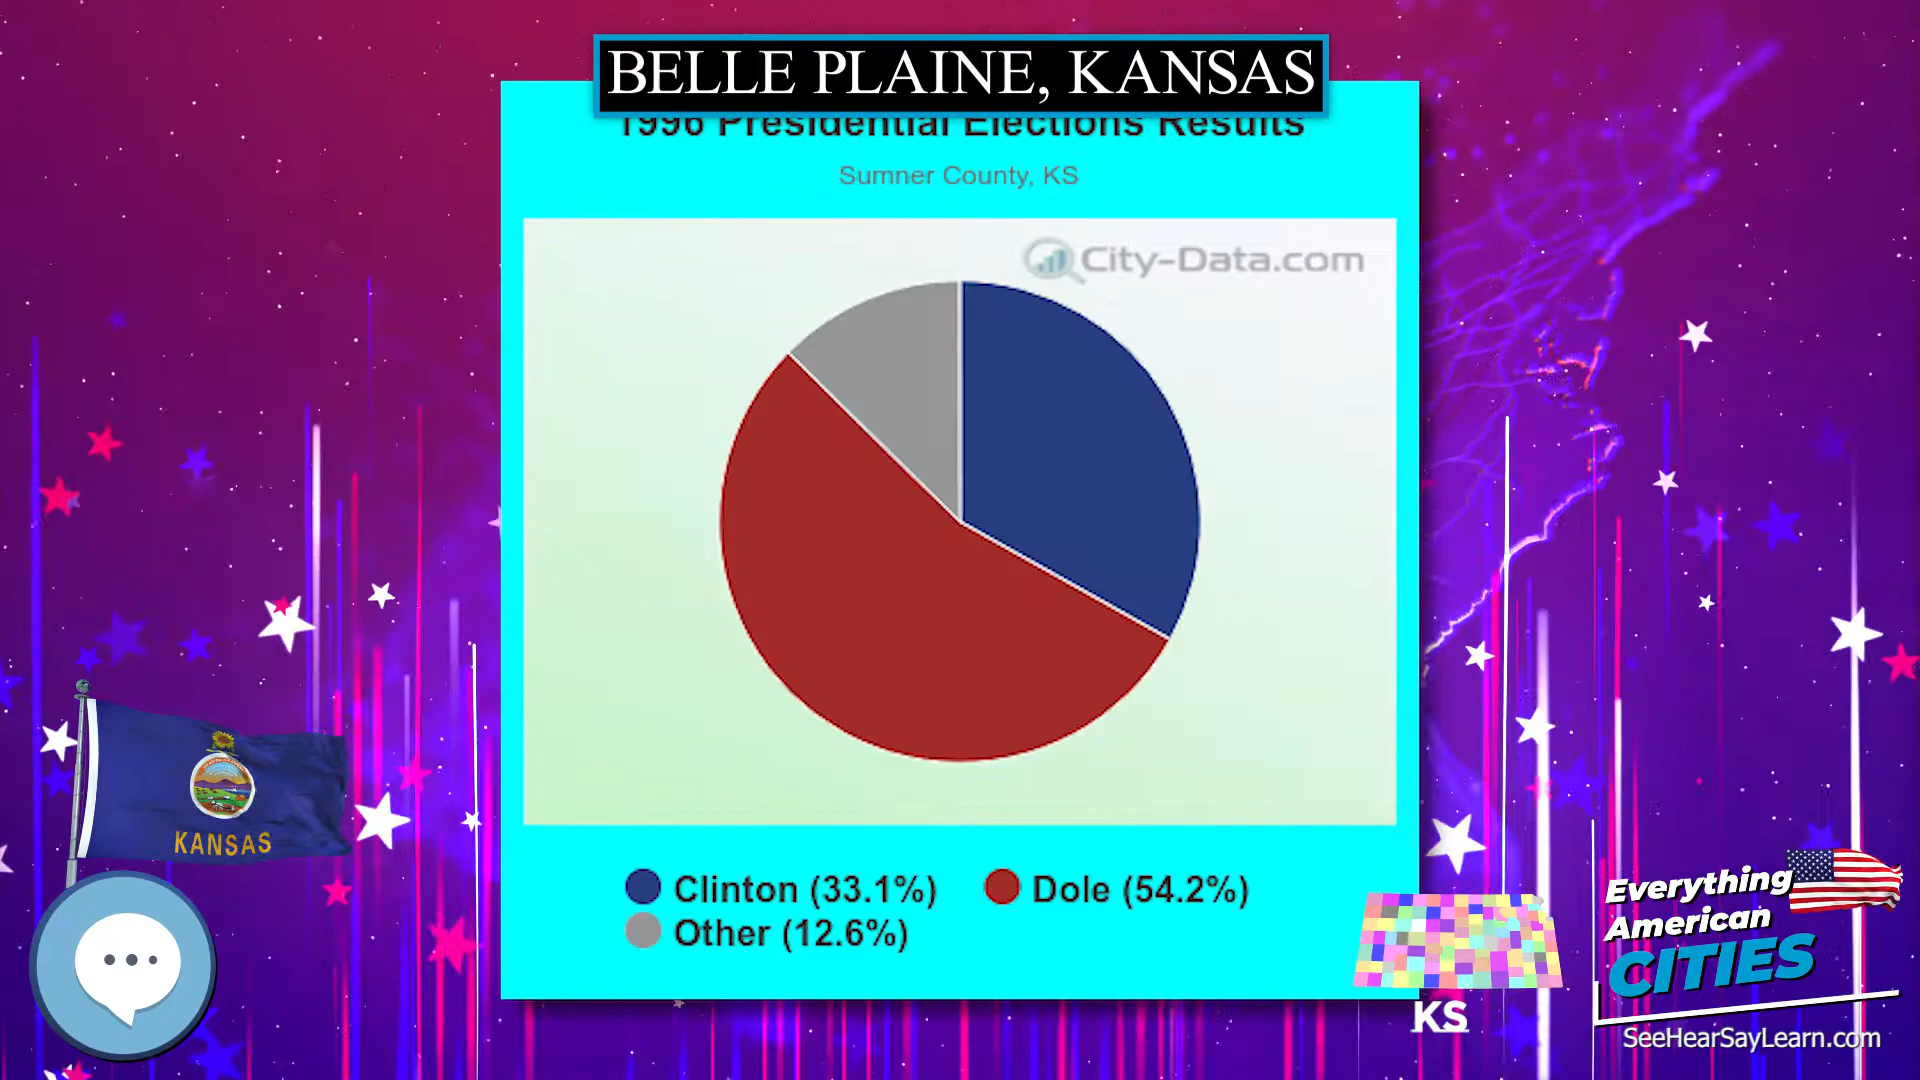 BELLE PLAINE, KANSAS
1996 Presidential Elections Results
Sumner County, KS
City-Data.com
Clinton (33.1%)
Dole (54.2%)
Other (12.6%)
KANSAS
KS
Everything
American
CITIES
SeeHearSayLearn.com